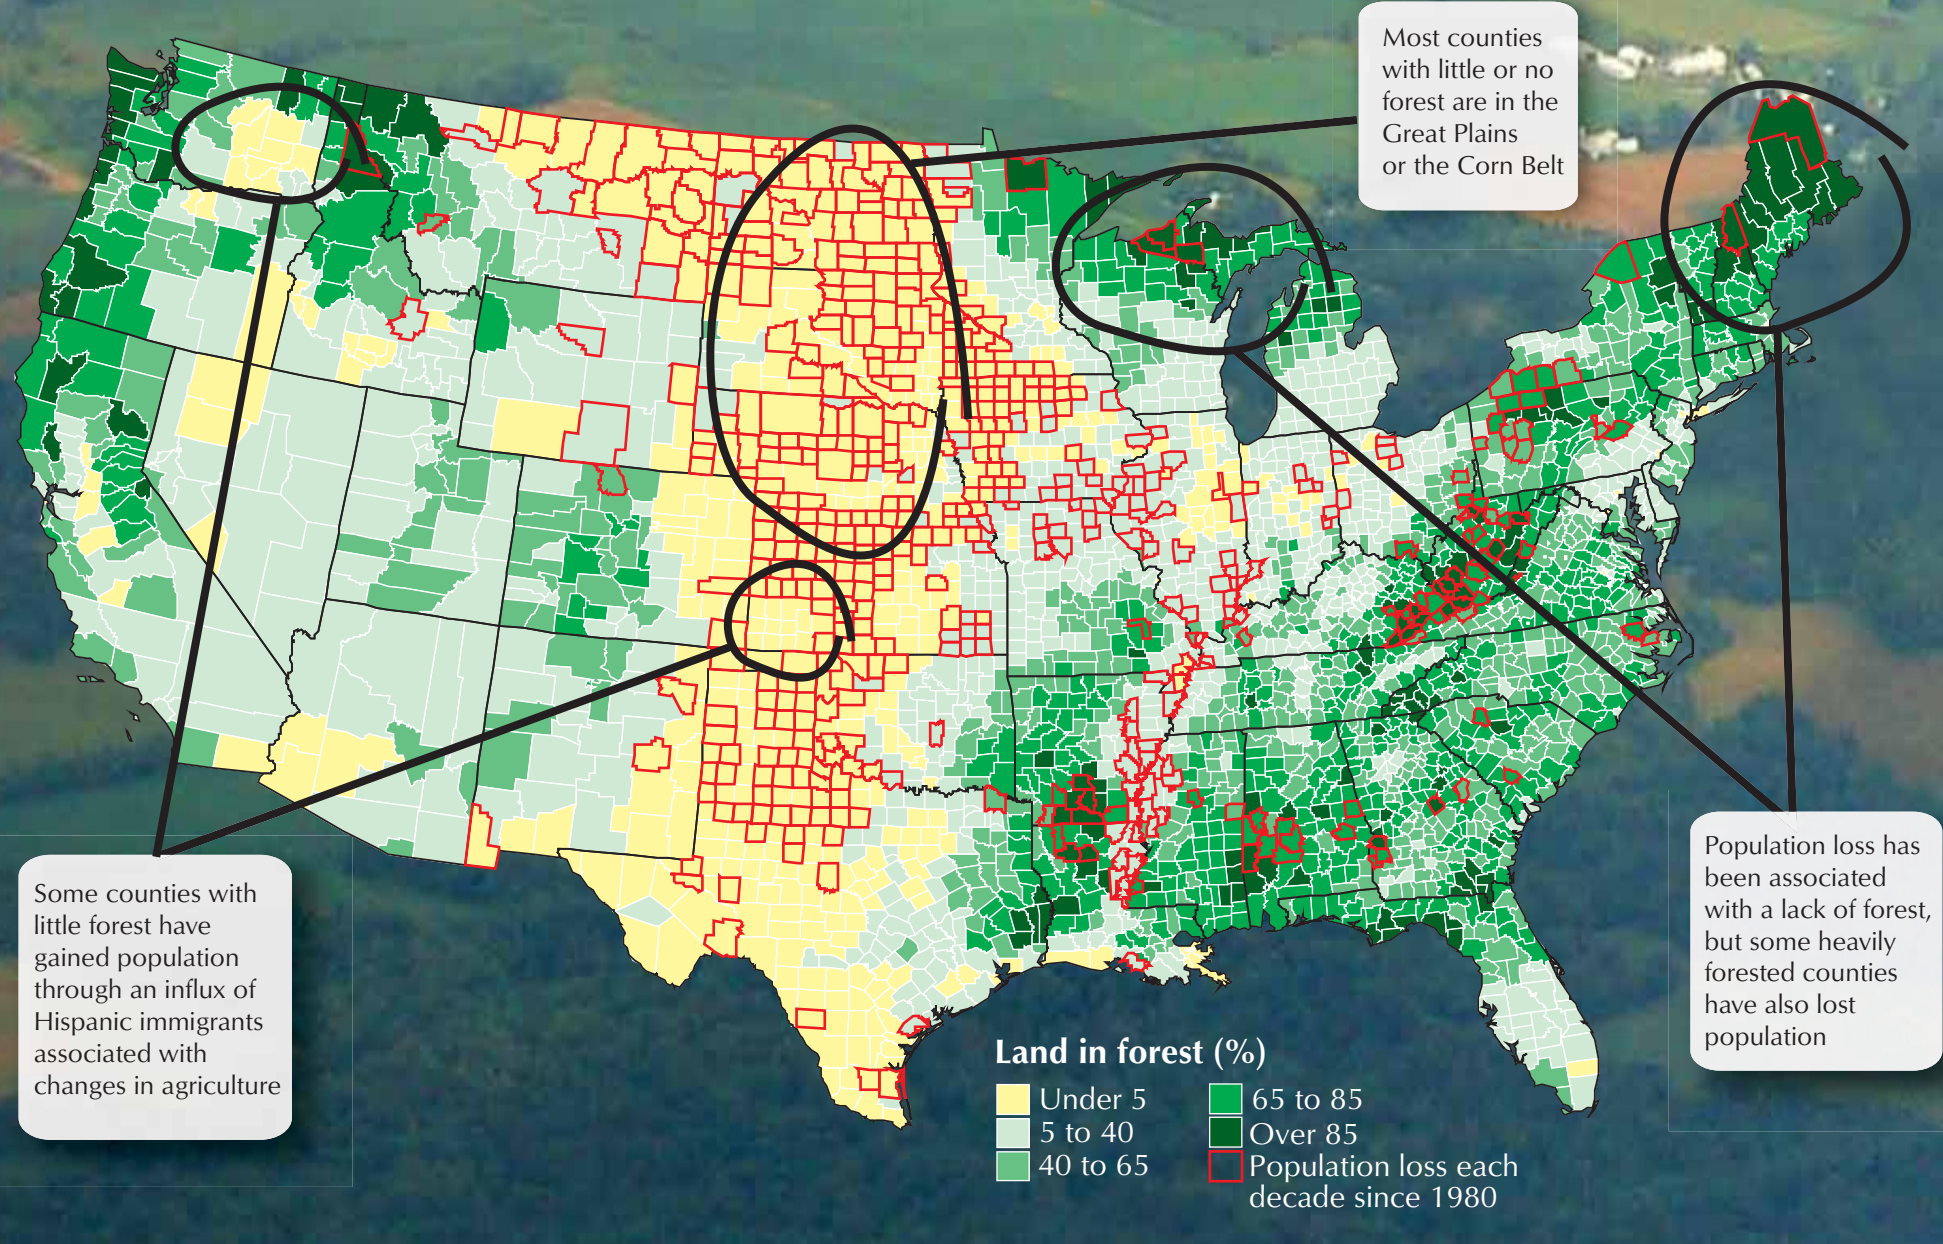 Most counties
with little or no
forest are in the
Great Plains
or the Corn Belt
Some counties with
little forest have
gained population
through an influx of
Hispanic immigrants
associated with
changes in agriculture
Population loss has
been associated
with a lack of forest,
but some heavily
forested counties
have also lost
population
Land in forest (%)
Under 5
5 to 40
40 to 65
65 to 85
Over 85
Population loss each
decade since 1980